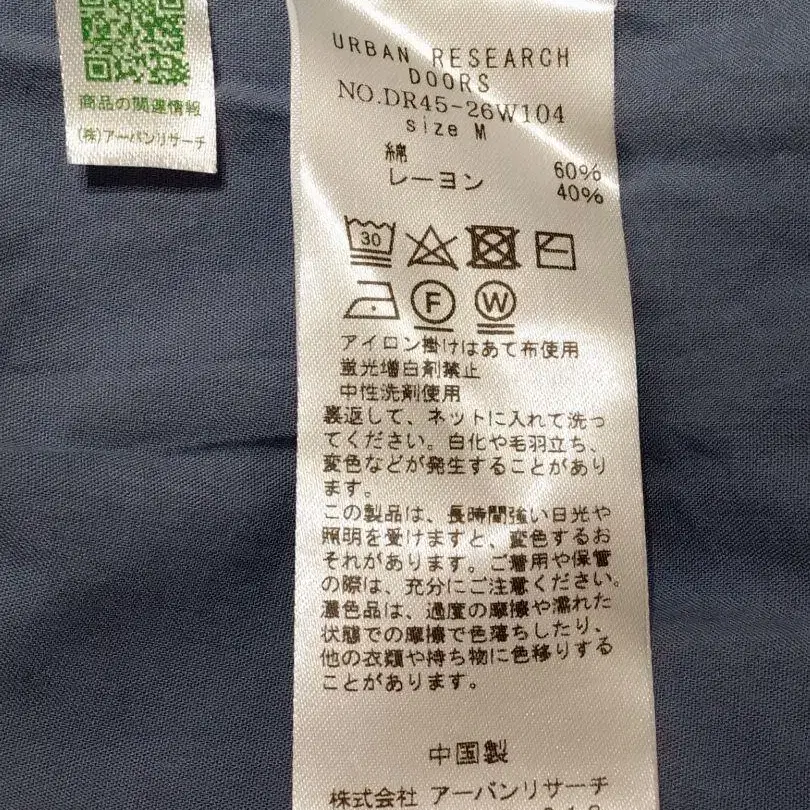 商品の関連情報
(株)アーバンリサーチ
URBAN RESEARCH
DOORS
NO.DR45-26W104
size M
綿 60%
レーヨン 40%
30
F W
アイロン掛けはあて布使用
蛍光増白剤禁止
中性洗剤使用
裏返して、ネットに入れて洗っ
てください。白化や毛羽立ち、
変色などが発生することがあり
ます。
この製品は、長時間強い日光や
照明を受けますと、変色するお
それがあります。ご着用や保管
の際は、充分にご注意ください。
濃色品は、過度の摩擦や濡れた
状態での摩擦で色落ちしたり、
他の衣類や持ち物に色移りする
ことがあります。
中国製
株式会社 アーバンリサーチ